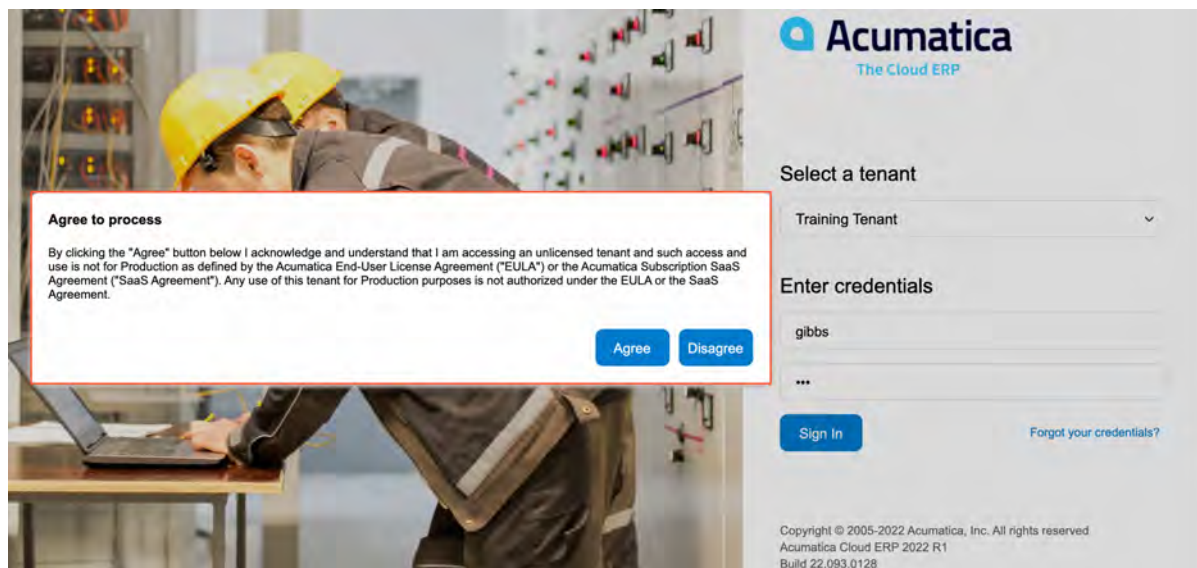 Acumatica
The Cloud ERP
Select a tenant
Training Tenant
Agree to process
By clicking the "Agree" button below I acknowledge and understand that I am accessing an unlicensed tenant and such access and
use is not for Production as defined by the Acumatica End-User License Agreement ("EULA") or the Acumatica Subscription SaaS
Agreement ("SaaS Agreement"). Any use of this tenant for Production purposes is not authorized under the EULA or the SaaS
Agreement.
Agree
Disagree
Enter credentials
gibbs
•••
Sign In
Forgot your credentials?
Copyright © 2005-2022 Acumatica, Inc. All rights reserved
Acumatica Cloud ERP 2022 R1
Build 22.093.0128